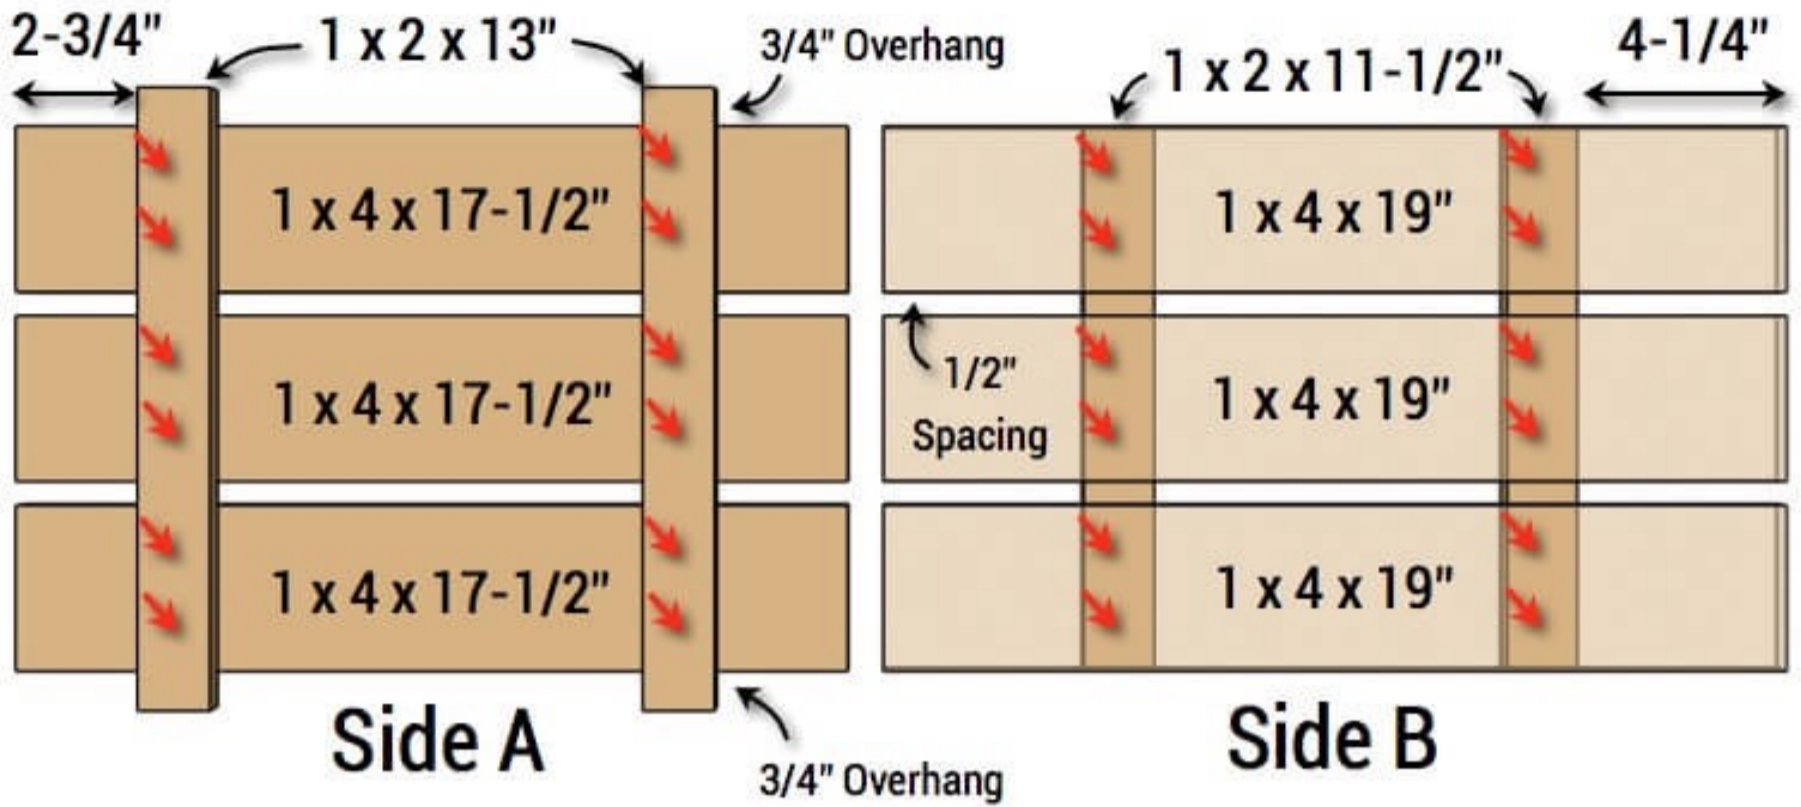 2-3/4"
1 x 2 x 13"
3/4" Overhang
1 x 4 x 17-1/2"
1 x 4 x 17-1/2"
1 x 4 x 17-1/2"
Side A
3/4" Overhang
1 x 2 x 11-1/2"
4-1/4"
1 x 4 x 19"
1/2"
Spacing
1 x 4 x 19"
1 x 4 x 19"
Side B